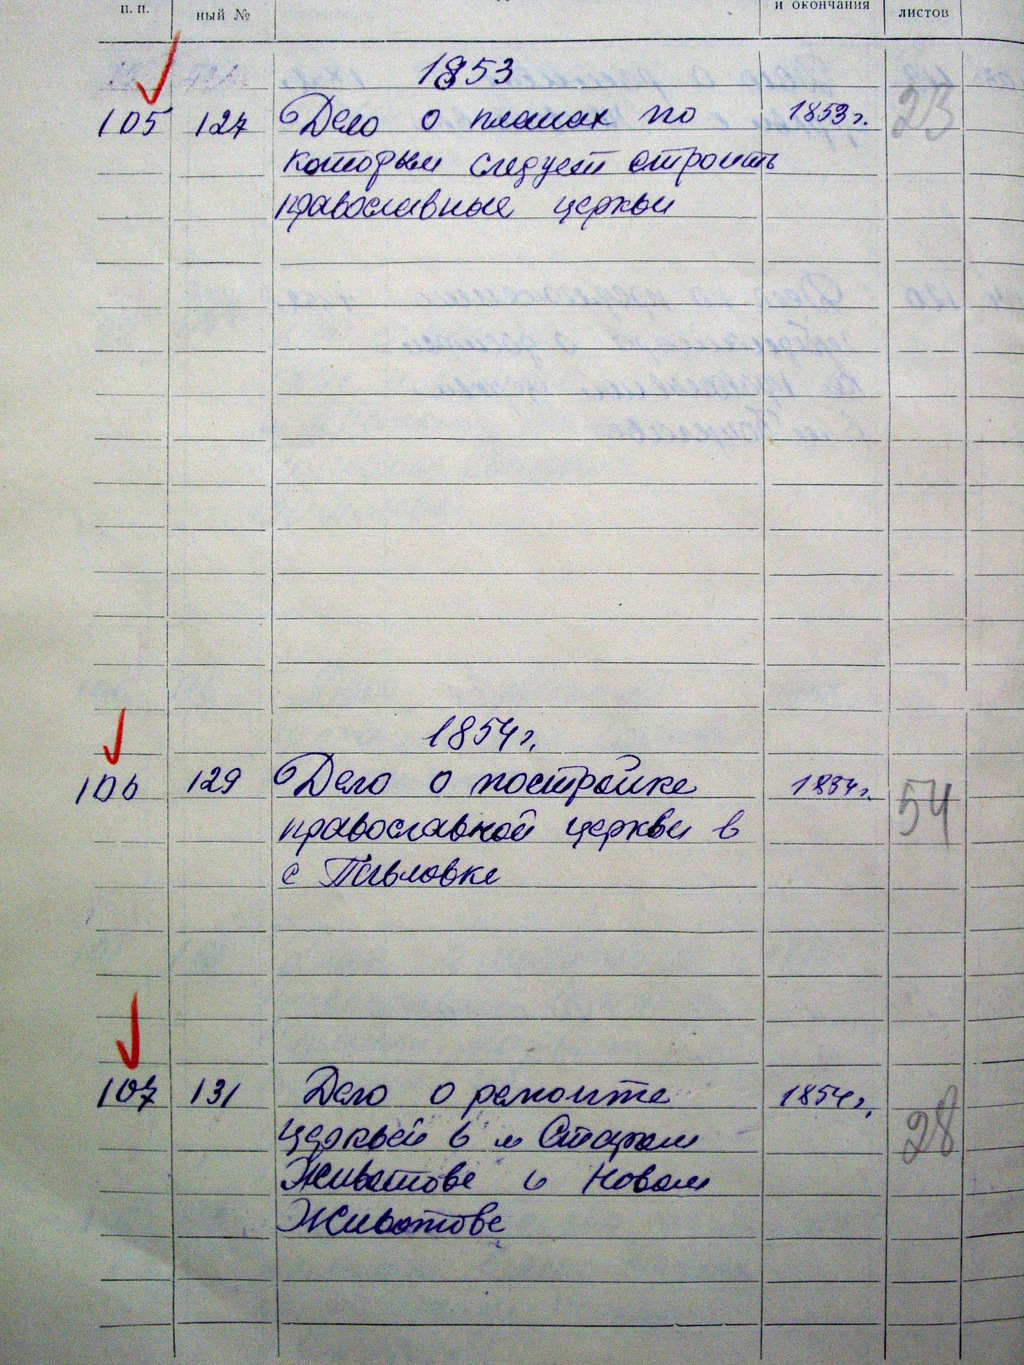 п. п.
ный №
и окончания
листов
1853
105 127 Дело о планах по 1853 г. 23
которым следует строить
православные церкви
1854 г.
106 129 Дело о постройке 1854 г. 54
православной церкви в
с Павловке
107 131 Дело о ремонте 1854 г. 28
церквей в м Старом
Животове и Новом
Животове